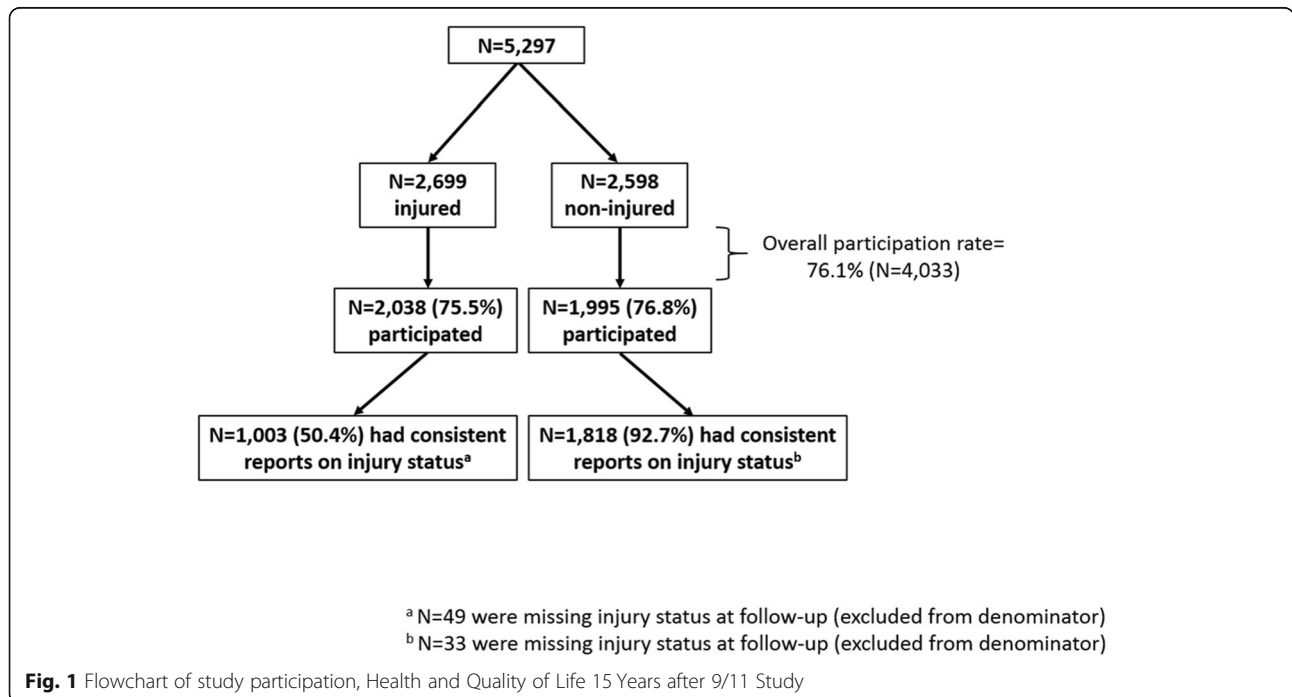 N=5,297
N=2,699
injured
N=2,598
non-injured
Overall participation rate=
76.1% (N=4,033)
N=2,038 (75.5%)
participated
N=1,995 (76.8%)
participated
N=1,003 (50.4%) had consistent
reports on injury statusᵃ
N=1,818 (92.7%) had consistent
reports on injury statusᵇ
ᵃ N=49 were missing injury status at follow-up (excluded from denominator)
ᵇ N=33 were missing injury status at follow-up (excluded from denominator)
Fig. 1 Flowchart of study participation, Health and Quality of Life 15 Years after 9/11 Study